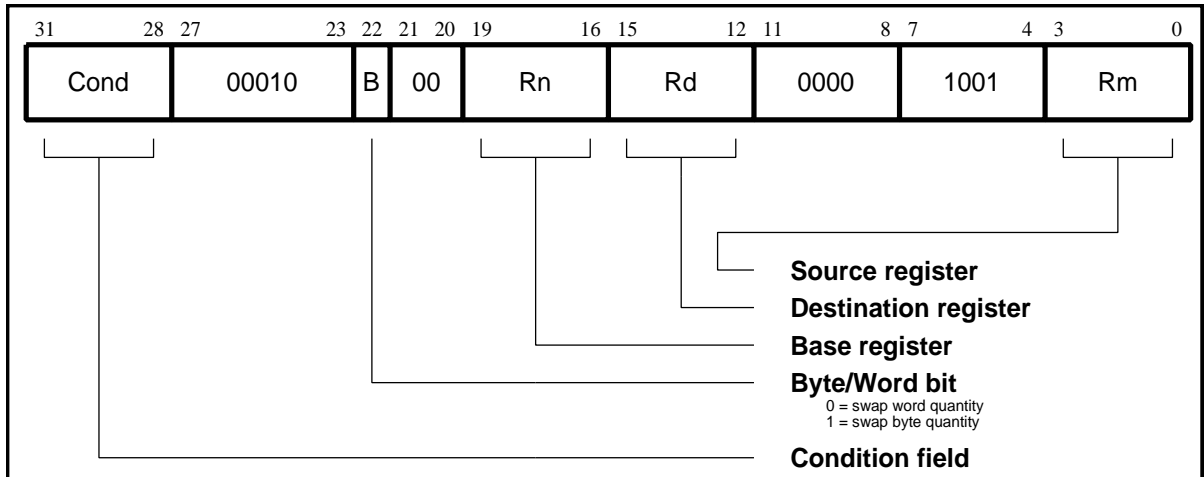 31 28 27 23 22 21 20 19 16 15 12 11 8 7 4 3 0
Cond 00010 B 00 Rn Rd 0000 1001 Rm
Source register
Destination register
Base register
Byte/Word bit
0 = swap word quantity
1 = swap byte quantity
Condition field